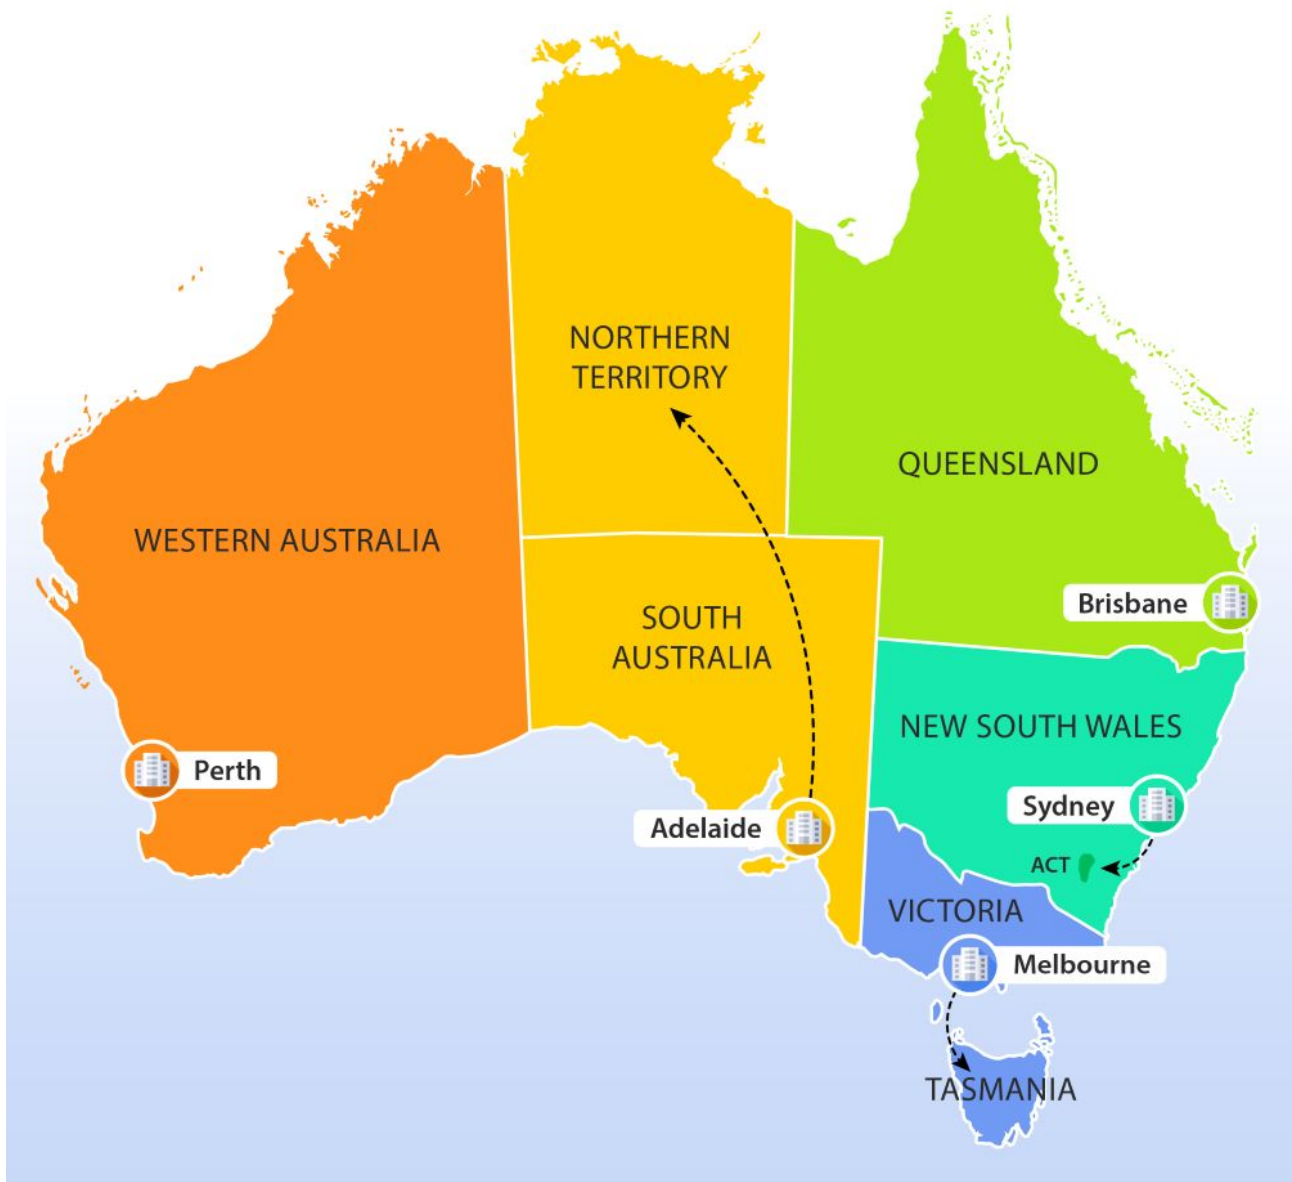 NORTHERN
TERRITORY
QUEENSLAND
WESTERN AUSTRALIA
Brisbane
SOUTH
AUSTRALIA
NEW SOUTH WALES
Perth
Sydney
Adelaide
ACT
VICTORIA
Melbourne
TASMANIA